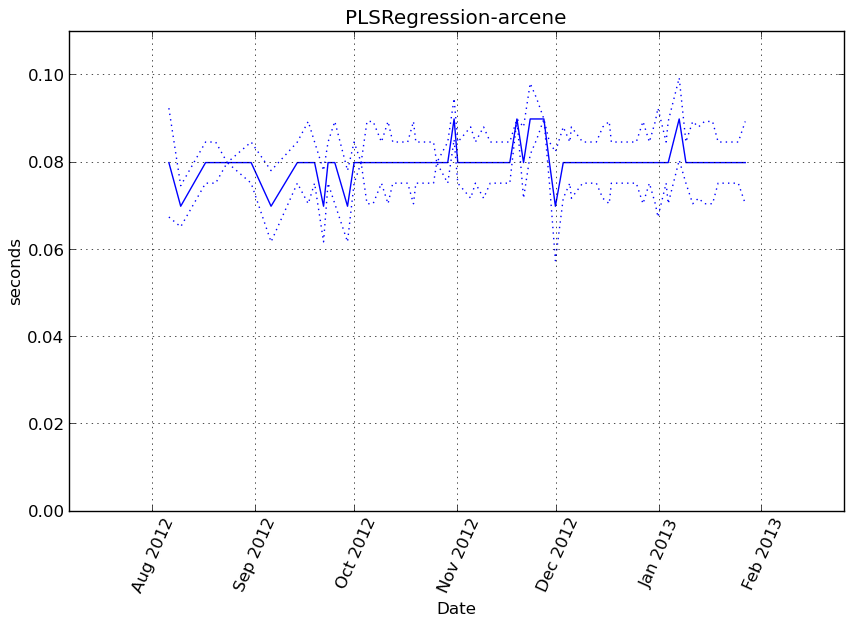 PLSRegression-arcene
0.10
0.08
0.06
0.04
0.02
0.00
seconds
Aug 2012
Sep 2012
Oct 2012
Nov 2012
Dec 2012
Jan 2013
Feb 2013
Date